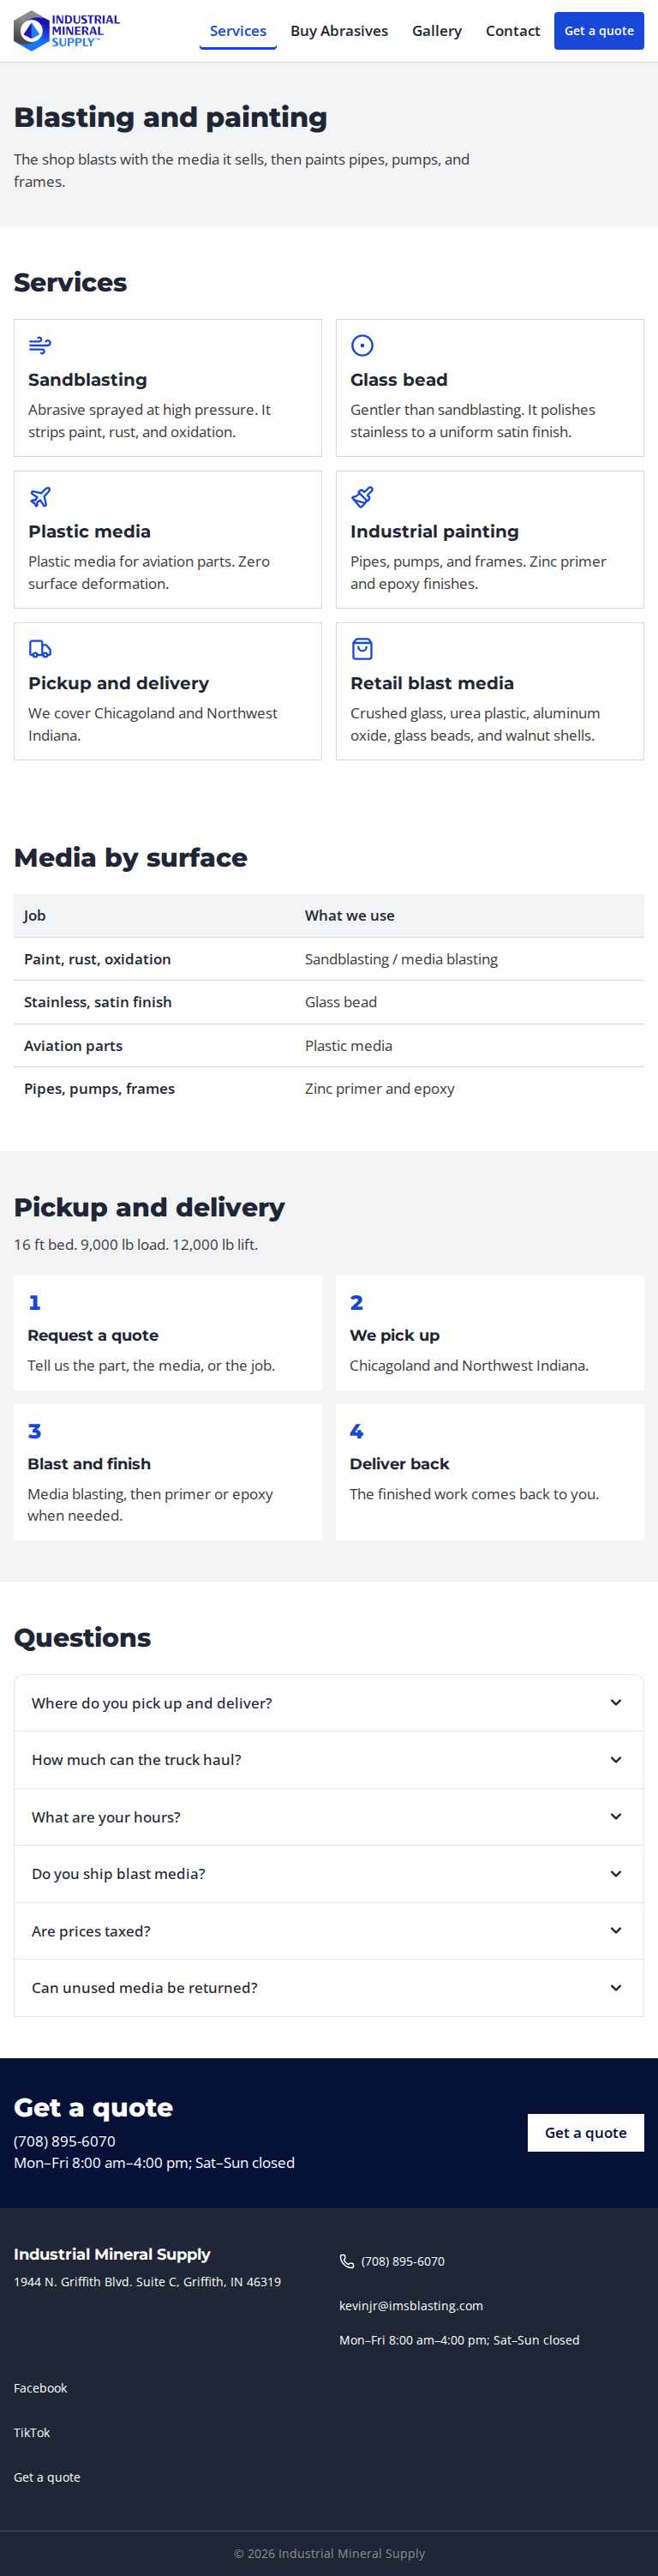 INDUSTRIAL
MINERAL
SUPPLY™
Services
Buy Abrasives
Gallery
Contact
Get a quote
Blasting and painting
The shop blasts with the media it sells, then paints pipes, pumps, and
frames.
Services
Sandblasting
Abrasive sprayed at high pressure. It
strips paint, rust, and oxidation.
Glass bead
Gentler than sandblasting. It polishes
stainless to a uniform satin finish.
Plastic media
Plastic media for aviation parts. Zero
surface deformation.
Industrial painting
Pipes, pumps, and frames. Zinc primer
and epoxy finishes.
Pickup and delivery
We cover Chicagoland and Northwest
Indiana.
Retail blast media
Crushed glass, urea plastic, aluminum
oxide, glass beads, and walnut shells.
Media by surface
Job
What we use
Paint, rust, oxidation
Sandblasting / media blasting
Stainless, satin finish
Glass bead
Aviation parts
Plastic media
Pipes, pumps, frames
Zinc primer and epoxy
Pickup and delivery
16 ft bed. 9,000 lb load. 12,000 lb lift.
1
Request a quote
Tell us the part, the media, or the job.
2
We pick up
Chicagoland and Northwest Indiana.
3
Blast and finish
Media blasting, then primer or epoxy
when needed.
4
Deliver back
The finished work comes back to you.
Questions
Where do you pick up and deliver?
How much can the truck haul?
What are your hours?
Do you ship blast media?
Are prices taxed?
Can unused media be returned?
Get a quote
(708) 895-6070
Mon–Fri 8:00 am–4:00 pm; Sat–Sun closed
Get a quote
Industrial Mineral Supply
1944 N. Griffith Blvd. Suite C, Griffith, IN 46319
(708) 895-6070
kevinjr@imsblasting.com
Mon–Fri 8:00 am–4:00 pm; Sat–Sun closed
Facebook
TikTok
Get a quote
© 2026 Industrial Mineral Supply